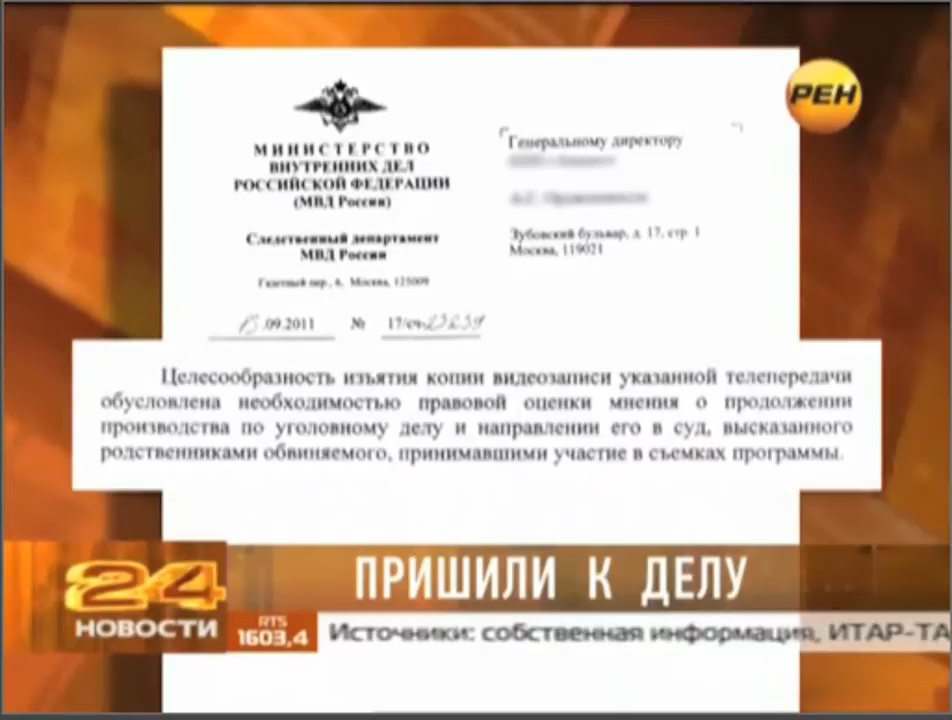 РЕН
МИНИСТЕРСТВО
ВНУТРЕННИХ ДЕЛ
РОССИЙСКОЙ ФЕДЕРАЦИИ
(МВД России)
Следственный департамент
МВД России
Газетный пер., 6, Москва, 125009
.09.2011 № 17/сч-23239
Генеральному директору
Зубовский бульвар, д. 17, стр. 1
Москва, 119021
Целесообразность изъятия копии видеозаписи указанной телепередачи
обусловлена необходимостью правовой оценки мнения о продолжении
производства по уголовному делу и направлении его в суд, высказанного
родственниками обвиняемого, принимавшими участие в съемках программы.
24
НОВОСТИ
ПРИШИЛИ К ДЕЛУ
RTS
1603,4
Источники: собственная информация, ИТАР-ТА